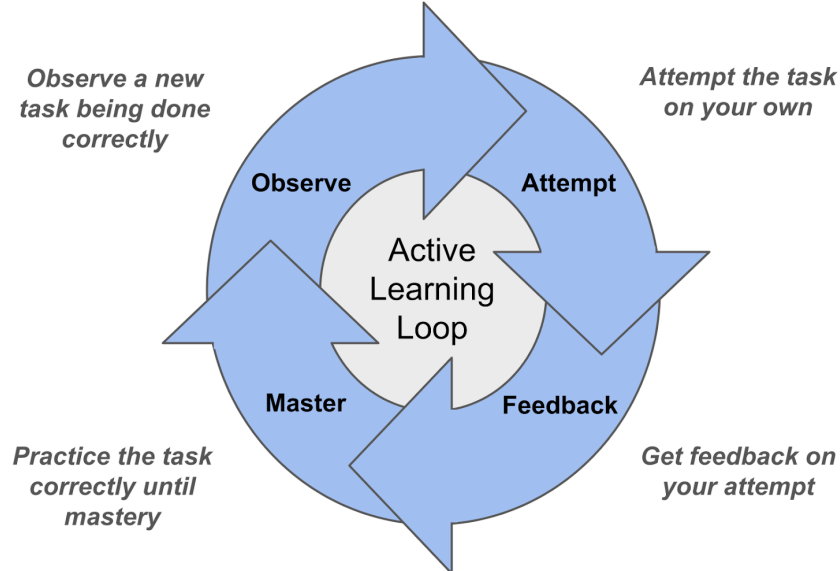 Observe a new
task being done
correctly
Attempt the task
on your own
Observe
Attempt
Active
Learning
Loop
Master
Feedback
Practice the task
correctly until
mastery
Get feedback on
your attempt